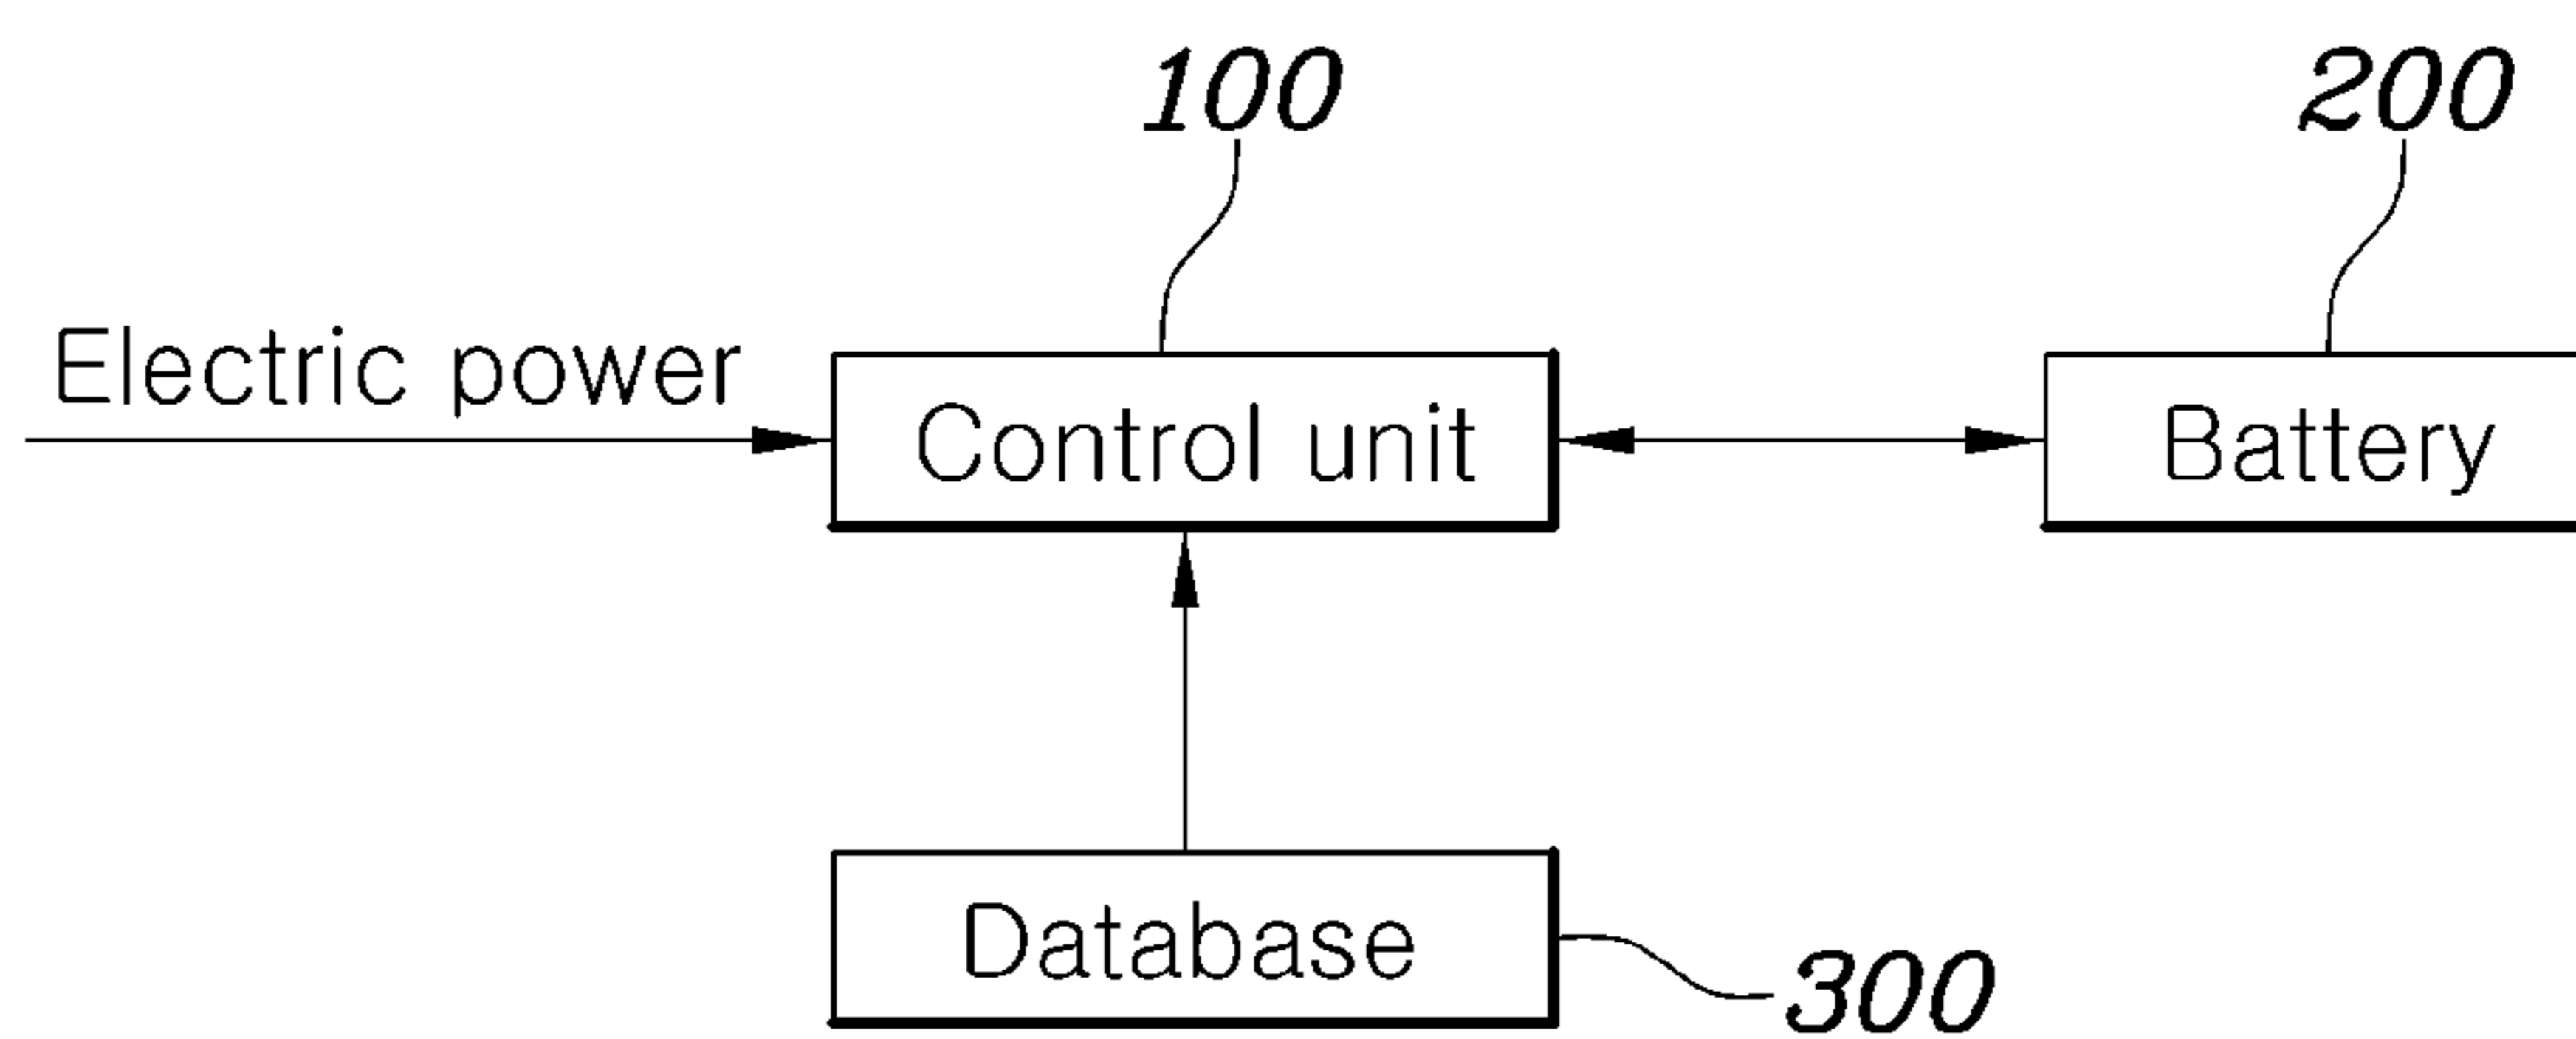 100
200
Electric power
Control unit
Battery
Database
300